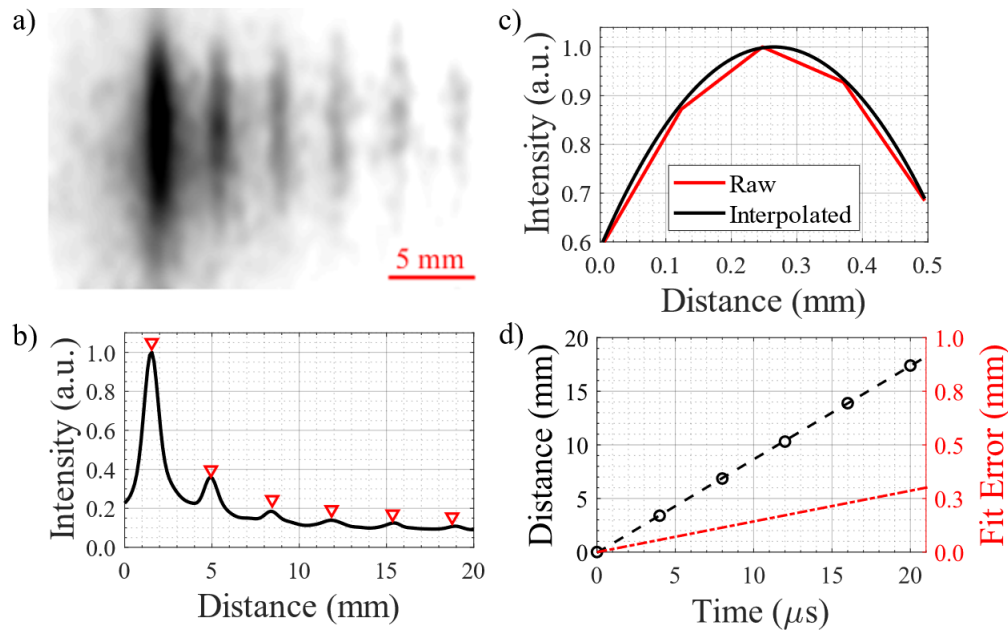 a)
5 mm
b)
Intensity (a.u.)
1.0
0.8
0.6
0.4
0.2
0.0
0
5
10
15
20
Distance (mm)
c)
Intensity (a.u.)
1.0
0.9
0.8
0.7
0.6
Raw
Interpolated
0.0
0.1
0.2
0.3
0.4
0.5
Distance (mm)
d)
Distance (mm)
20
15
10
5
0
1.0
0.8
0.5
0.3
0.0
Fit Error (mm)
0
5
10
15
20
Time (μs)